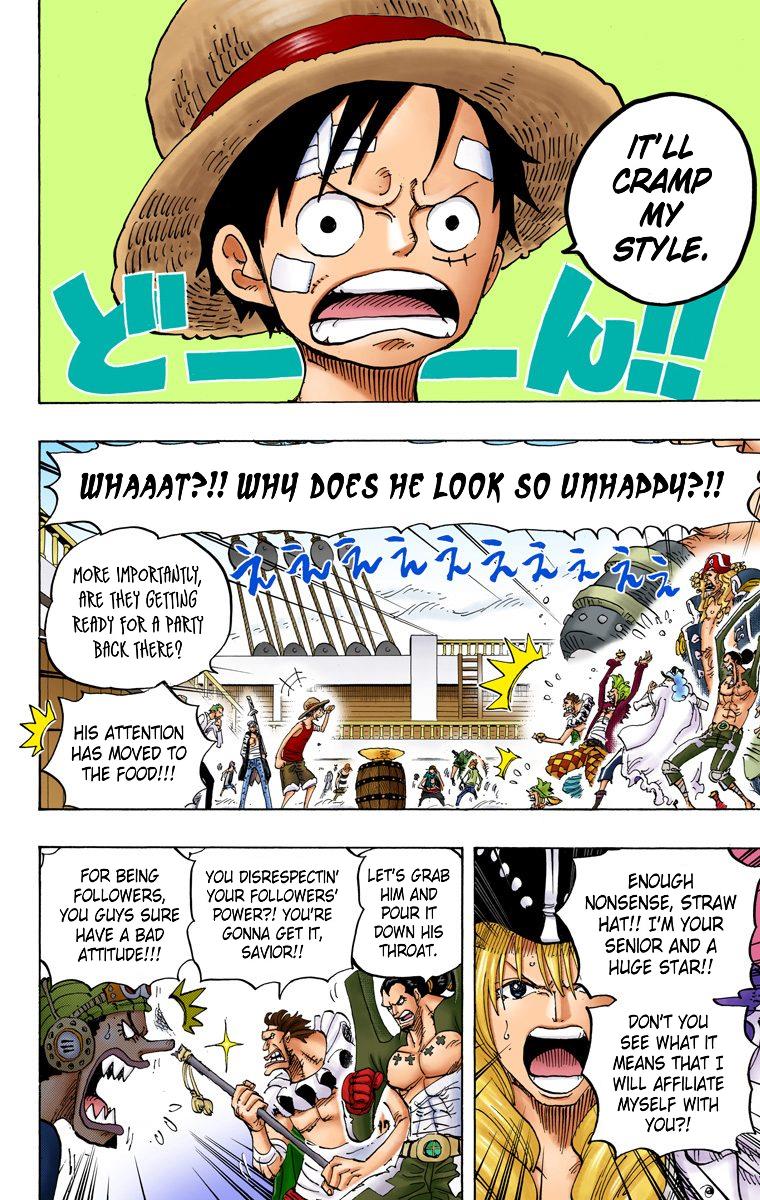 IT'LL
CRAMP
MY
STYLE.
どーーん!!
WHAAAT?!! WHY DOES HE LOOK SO UNHAPPY?!!
ええええええええええ
MORE IMPORTANTLY,
ARE THEY GETTING
READY FOR A PARTY
BACK THERE?
HIS ATTENTION
HAS MOVED TO
THE FOOD!!!
FOR BEING
FOLLOWERS,
YOU GUYS SURE
HAVE A BAD
ATTITUDE!!!
YOU DISRESPECTIN'
YOUR FOLLOWERS'
POWER?! YOU'RE
GONNA GET IT,
SAVIOR!!
LET'S GRAB
HIM AND
POUR IT
DOWN HIS
THROAT.
ENOUGH
NONSENSE, STRAW
HAT!! I'M YOUR
SENIOR AND A
HUGE STAR!!
DON'T YOU
SEE WHAT IT
MEANS THAT I
WILL AFFILIATE
MYSELF WITH
YOU?!